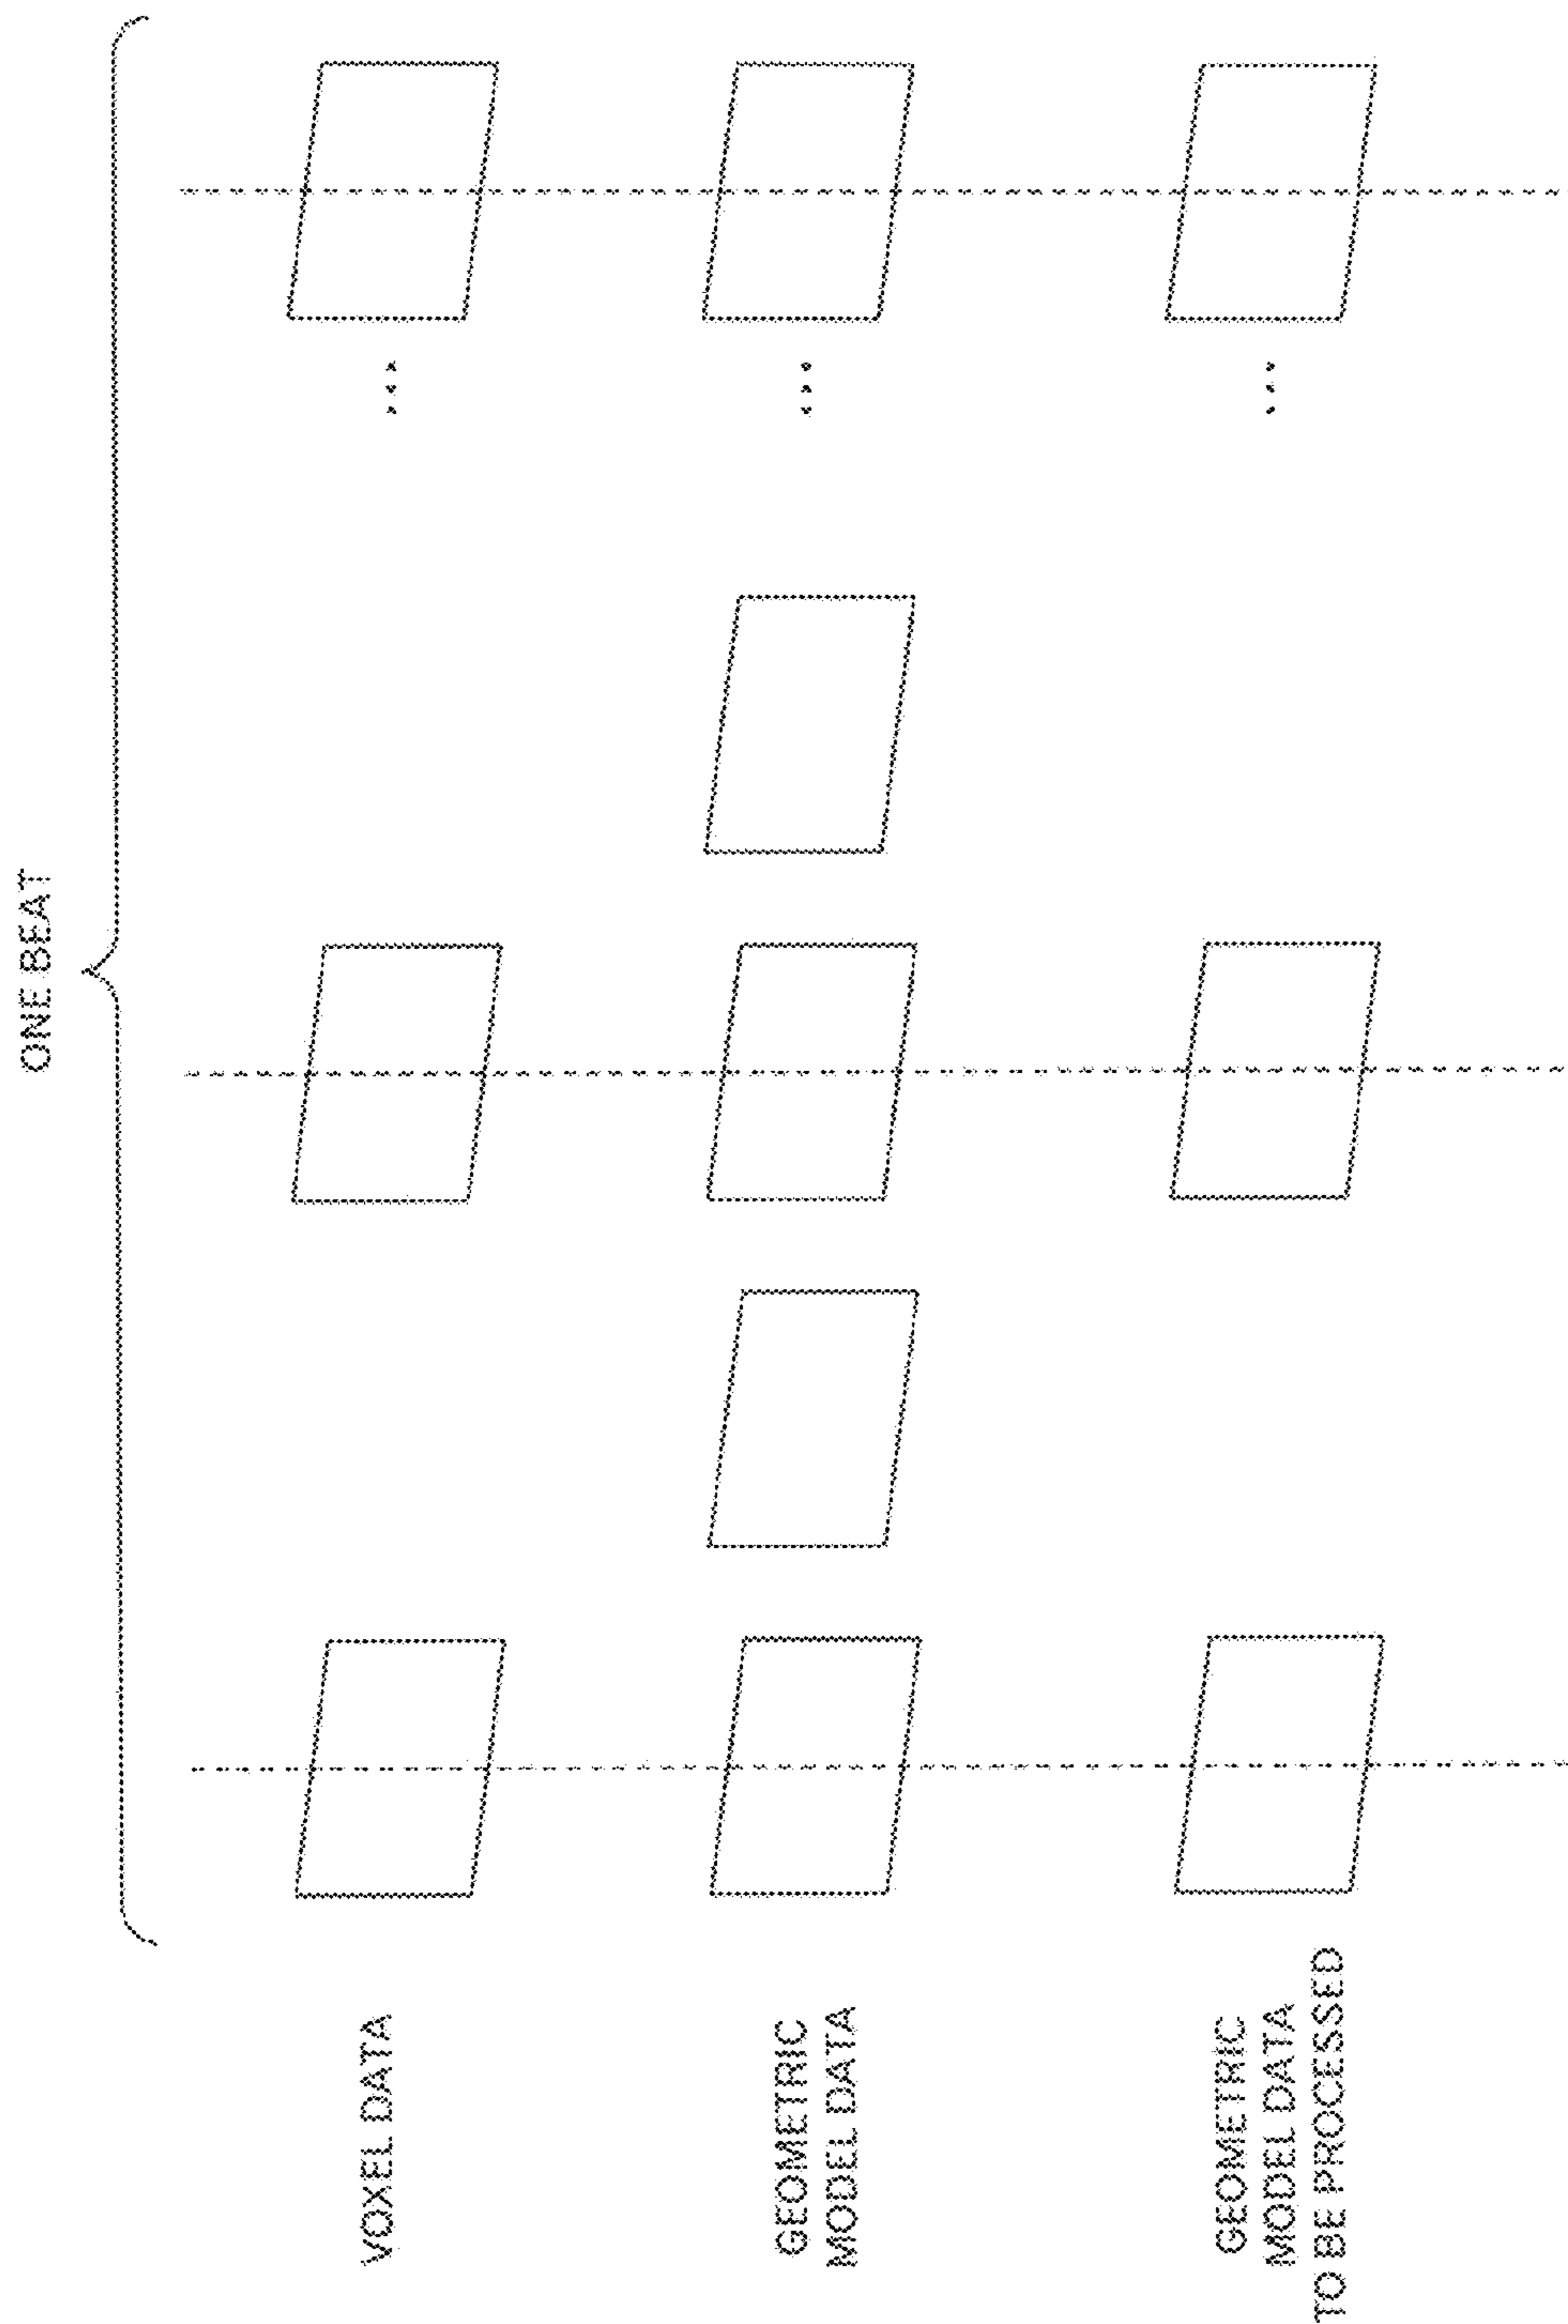 ONE BEAT
VOXEL DATA
GEOMETRIC
MODEL DATA
GEOMETRIC
MODEL DATA
TO BE PROCESSED